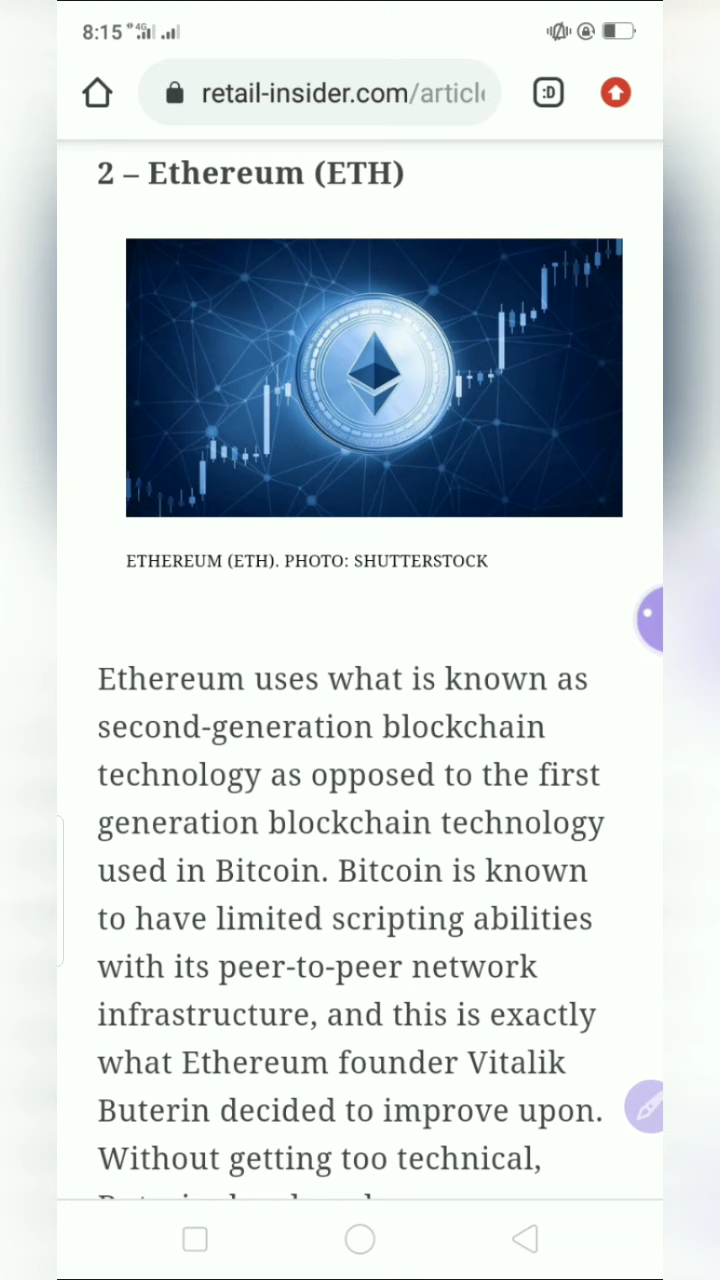 8:15
4G
retail-insider.com/article
:D
2 – Ethereum (ETH)
ETHEREUM (ETH). PHOTO: SHUTTERSTOCK
Ethereum uses what is known as
second-generation blockchain
technology as opposed to the first
generation blockchain technology
used in Bitcoin. Bitcoin is known
to have limited scripting abilities
with its peer-to-peer network
infrastructure, and this is exactly
what Ethereum founder Vitalik
Buterin decided to improve upon.
Without getting too technical,